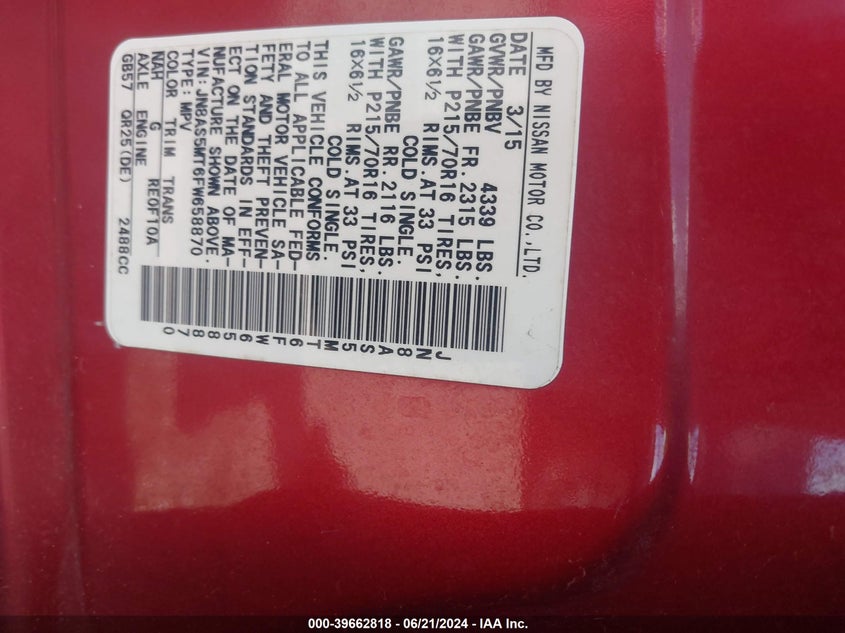 MFD BY NISSAN MOTOR CO.,LTD.
DATE 3/15
GVWR/PNBV 4339 LBS.
GAWR/PNBE FR. 2315 LBS.
WITH P215/70R16 TIRES,
16X6½ RIMS.AT 33 PSI
COLD SINGLE.
GAWR/PNBE RR. 2116 LBS.
WITH P215/70R16 TIRES,
16X6½ RIMS.AT 33 PSI
COLD SINGLE.
THIS VEHICLE CONFORMS
TO ALL APPLICABLE FED-
ERAL MOTOR VEHICLE SA-
FETY AND THEFT PREVEN-
TION STANDARDS IN EFF-
ECT ON THE DATE OF MA-
NUFACTURE SHOWN ABOVE.
VIN:JN8AS5MT6FW658870
TYPE:MPV
COLOR TRIM TRANS
NAH G RE0F10A
AXLE ENGINE
GB57 QR25(DE) 2488CC
JN8AS5MT6FW658870
000-39662818 - 06/21/2024 - IAA Inc.